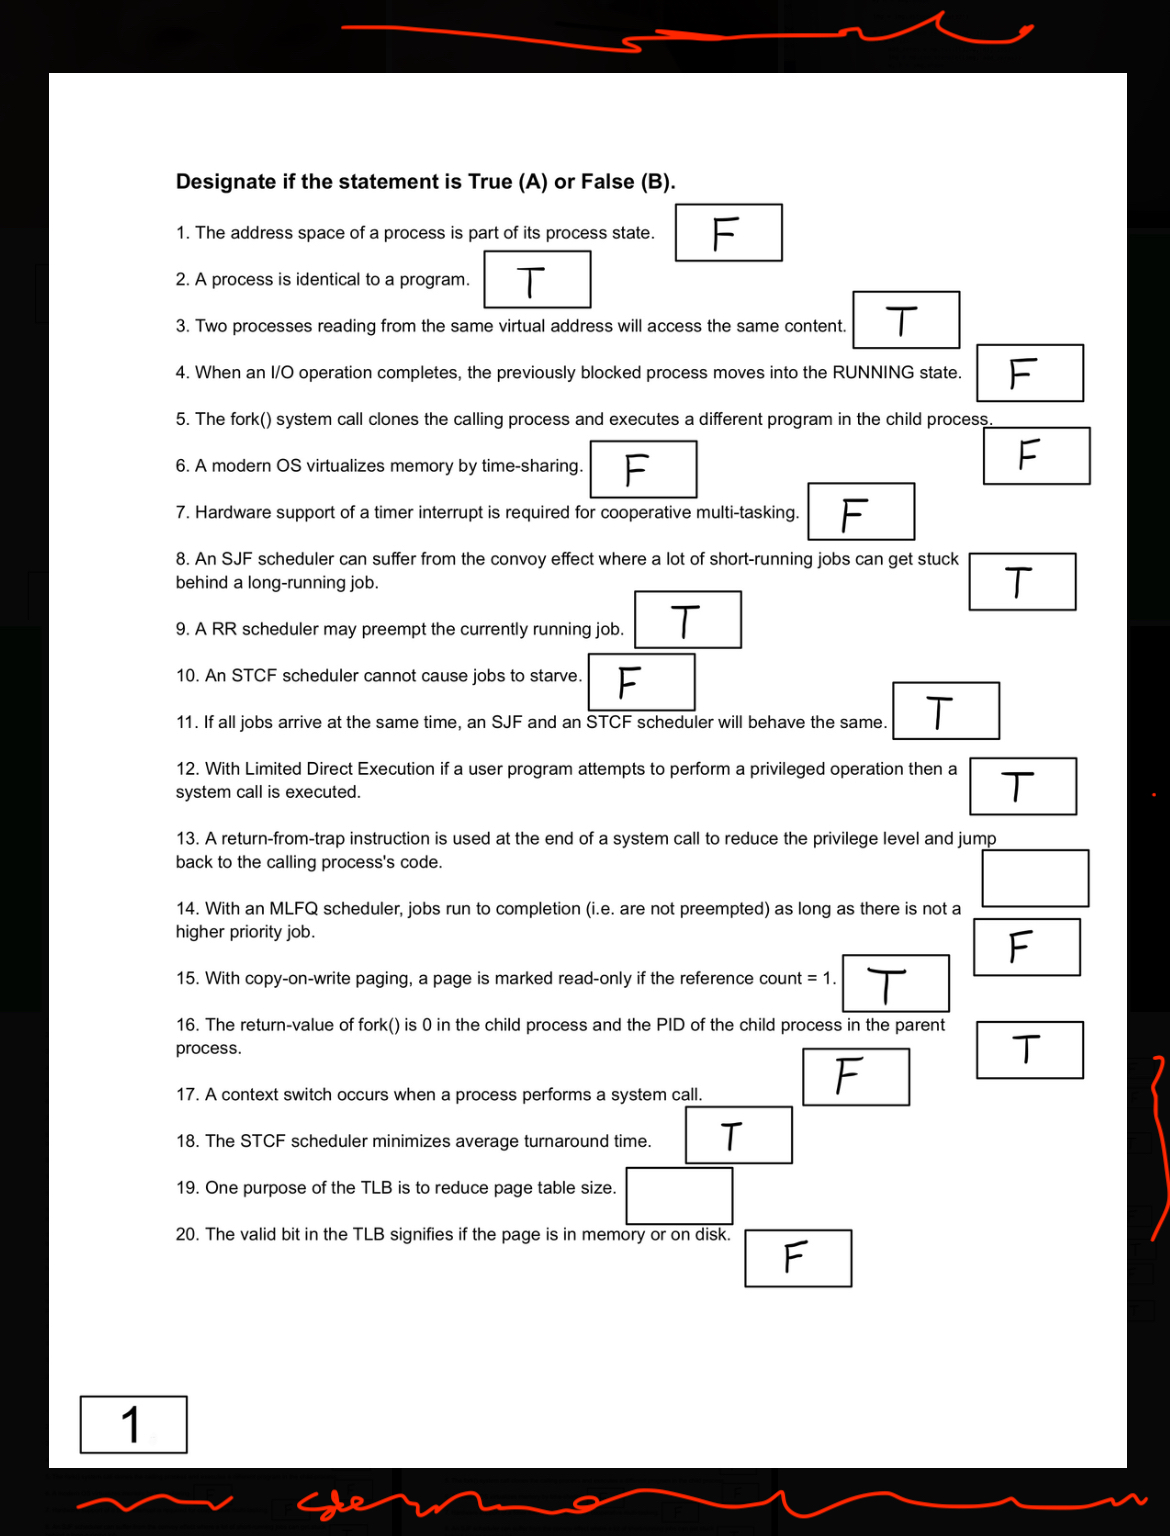 Designate if the statement is True (A) or False (B).
1. The address space of a process is part of its process state. F
2. A process is identical to a program. T
3. Two processes reading from the same virtual address will access the same content. T
4. When an I/O operation completes, the previously blocked process moves into the RUNNING state. F
5. The fork() system call clones the calling process and executes a different program in the child process. F
6. A modern OS virtualizes memory by time-sharing. F
7. Hardware support of a timer interrupt is required for cooperative multi-tasking. F
8. An SJF scheduler can suffer from the convoy effect where a lot of short-running jobs can get stuck
behind a long-running job. T
9. A RR scheduler may preempt the currently running job. T
10. An STCF scheduler cannot cause jobs to starve. F
11. If all jobs arrive at the same time, an SJF and an STCF scheduler will behave the same. T
12. With Limited Direct Execution if a user program attempts to perform a privileged operation then a
system call is executed. T
13. A return-from-trap instruction is used at the end of a system call to reduce the privilege level and jump
back to the calling process's code.
14. With an MLFQ scheduler, jobs run to completion (i.e. are not preempted) as long as there is not a
higher priority job. F
15. With copy-on-write paging, a page is marked read-only if the reference count = 1. T
16. The return-value of fork() is 0 in the child process and the PID of the child process in the parent
process. T
17. A context switch occurs when a process performs a system call. F
18. The STCF scheduler minimizes average turnaround time. T
19. One purpose of the TLB is to reduce page table size.
20. The valid bit in the TLB signifies if the page is in memory or on disk. F
1